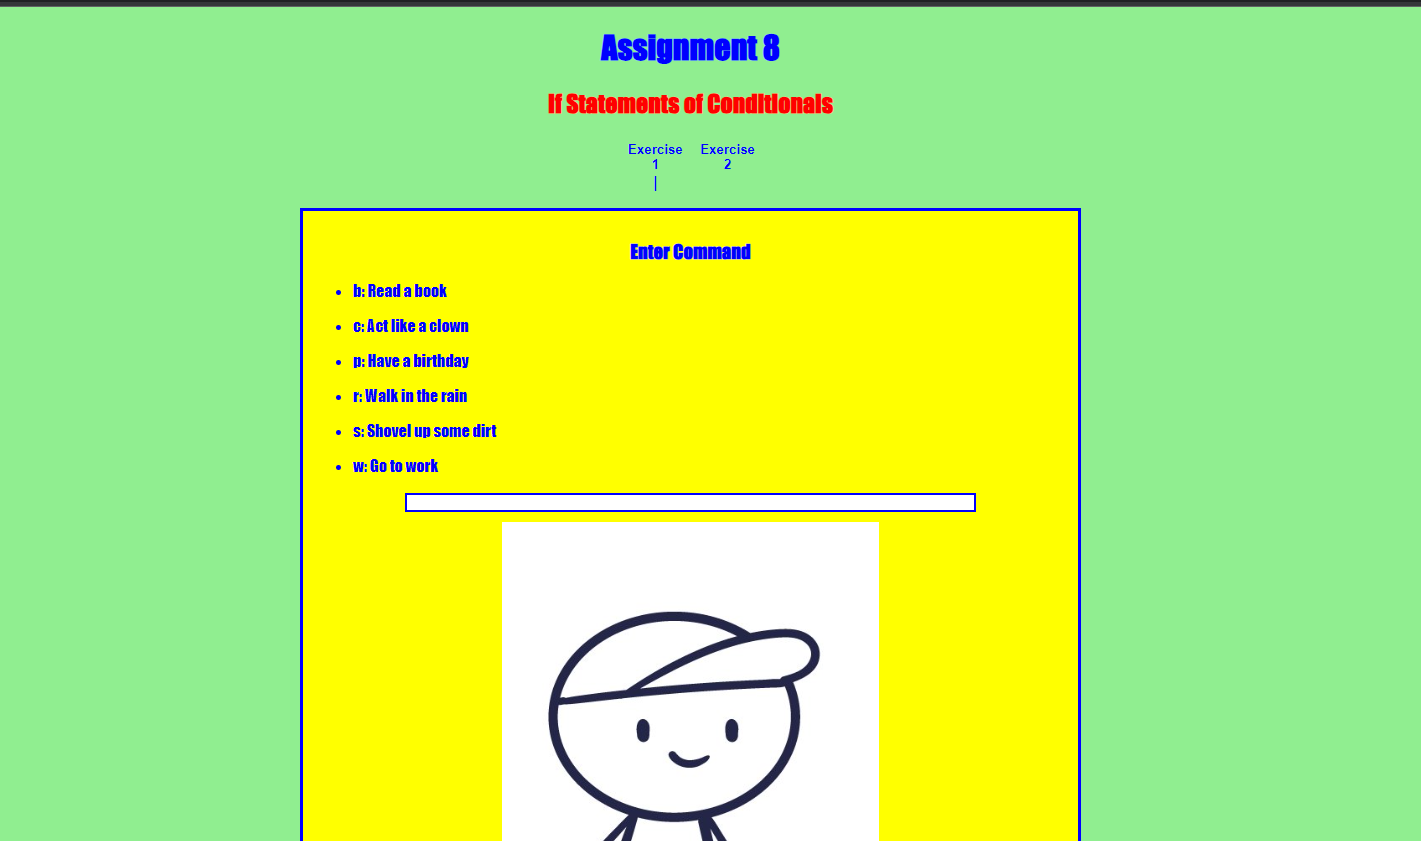 Assignment 8
If Statements of Conditionals
Exercise Exercise
1 2
|
Enter Command
b: Read a book
c: Act like a clown
p: Have a birthday
r: Walk in the rain
s: Shovel up some dirt
w: Go to work